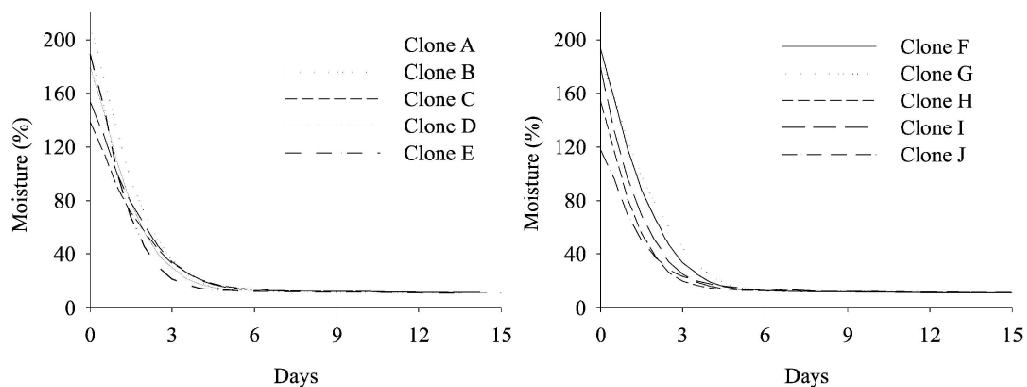 200
160
120
80
40
0
Moisture (%)
0 3 6 9 12 15
Days
Clone A
Clone B
Clone C
Clone D
Clone E
200
160
120
80
40
0
Moisture (%)
0 3 6 9 12 15
Days
Clone F
Clone G
Clone H
Clone I
Clone J